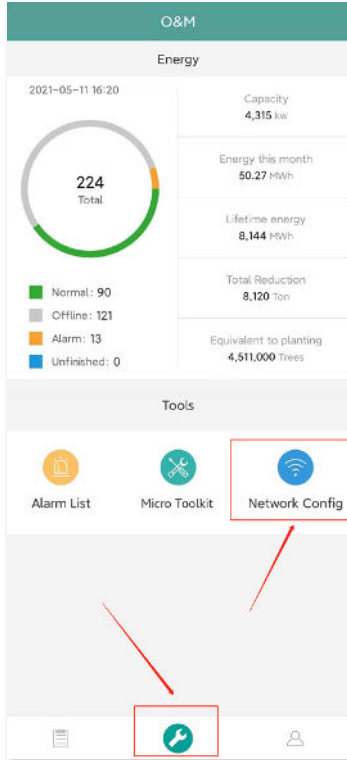 O&M
Energy
2021-05-11 16:20
224
Total
Normal: 90
Offline: 121
Alarm: 13
Unfinished: 0
Capacity
4,315 kw
Energy this month
50.27 MWh
Lifetime energy
8,144 MWh
Total Reduction
8,120 Ton
Equivalent to planting
4,511,000 Trees
Tools
Alarm List
Micro Toolkit
Network Config